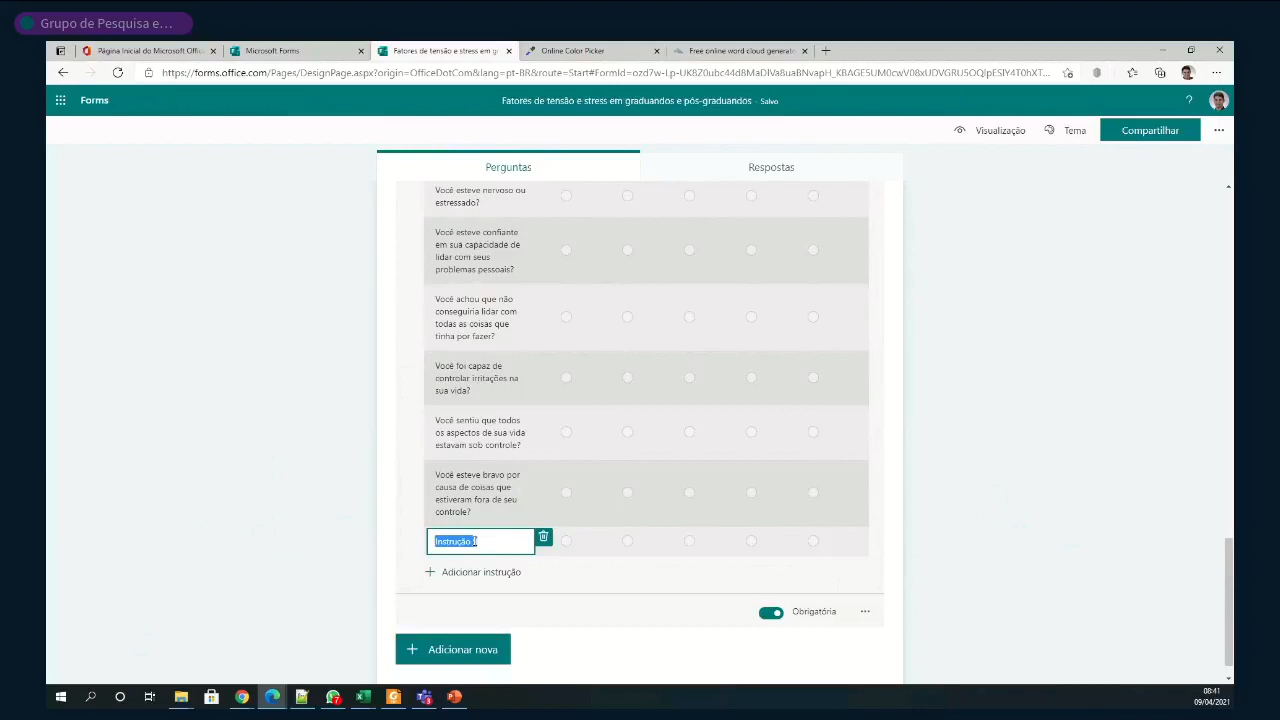 Grupo de Pesquisa e...
Página Inicial do Microsoft Offic
Microsoft Forms
Fatores de tensão e stress em gr
Online Color Picker
Free online word cloud generato
Forms
Fatores de tensão e stress em graduandos e pós-graduandos - Salvo
?
Visualização
Tema
Compartilhar
Perguntas
Respostas
Você esteve nervoso ou
estressado?
Você esteve confiante
em sua capacidade de
lidar com seus
problemas pessoais?
Você achou que não
conseguiria lidar com
todas as coisas que
tinha por fazer?
Você foi capaz de
controlar irritações na
sua vida?
Você sentiu que todos
os aspectos de sua vida
estavam sob controle?
Você esteve bravo por
causa de coisas que
estiveram fora de seu
controle?
Instrução
+ Adicionar instrução
Obrigatória
+ Adicionar nova
08:41
09/04/2021